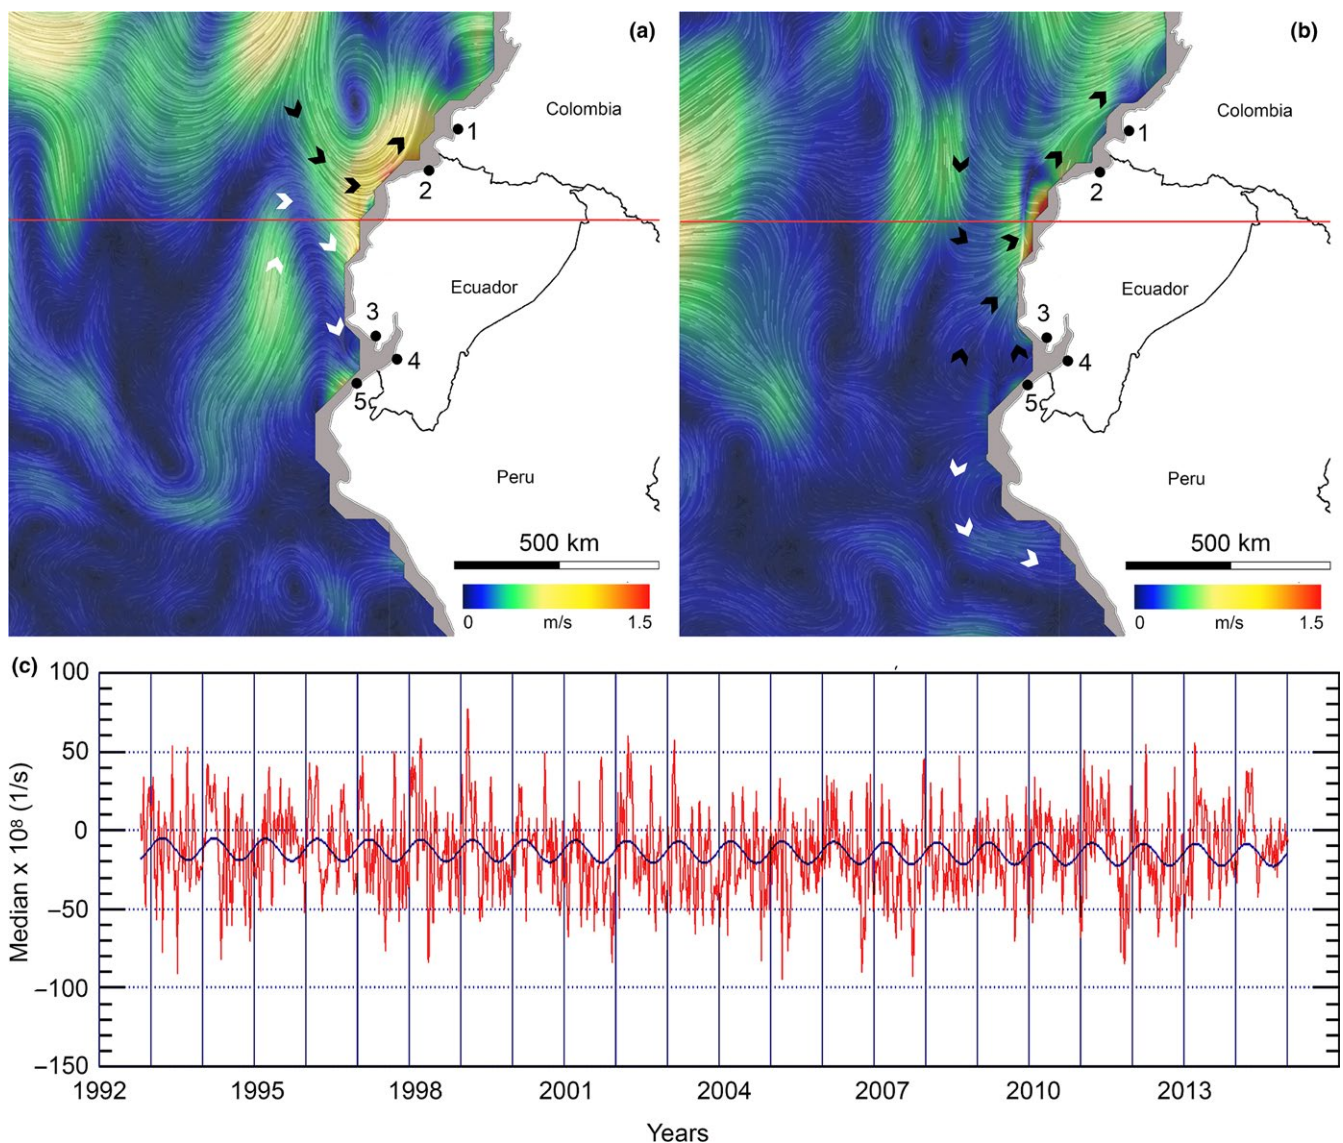 (a)
Colombia
1
2
Ecuador
3
4
5
Peru
500 km
0 m/s 1.5
(b)
Colombia
1
2
Ecuador
3
4
5
Peru
500 km
0 m/s 1.5
(c)
100
50
0
−50
−100
−150
Median x 10⁸ (1/s)
1992 1995 1998 2001 2004 2007 2010 2013
Years